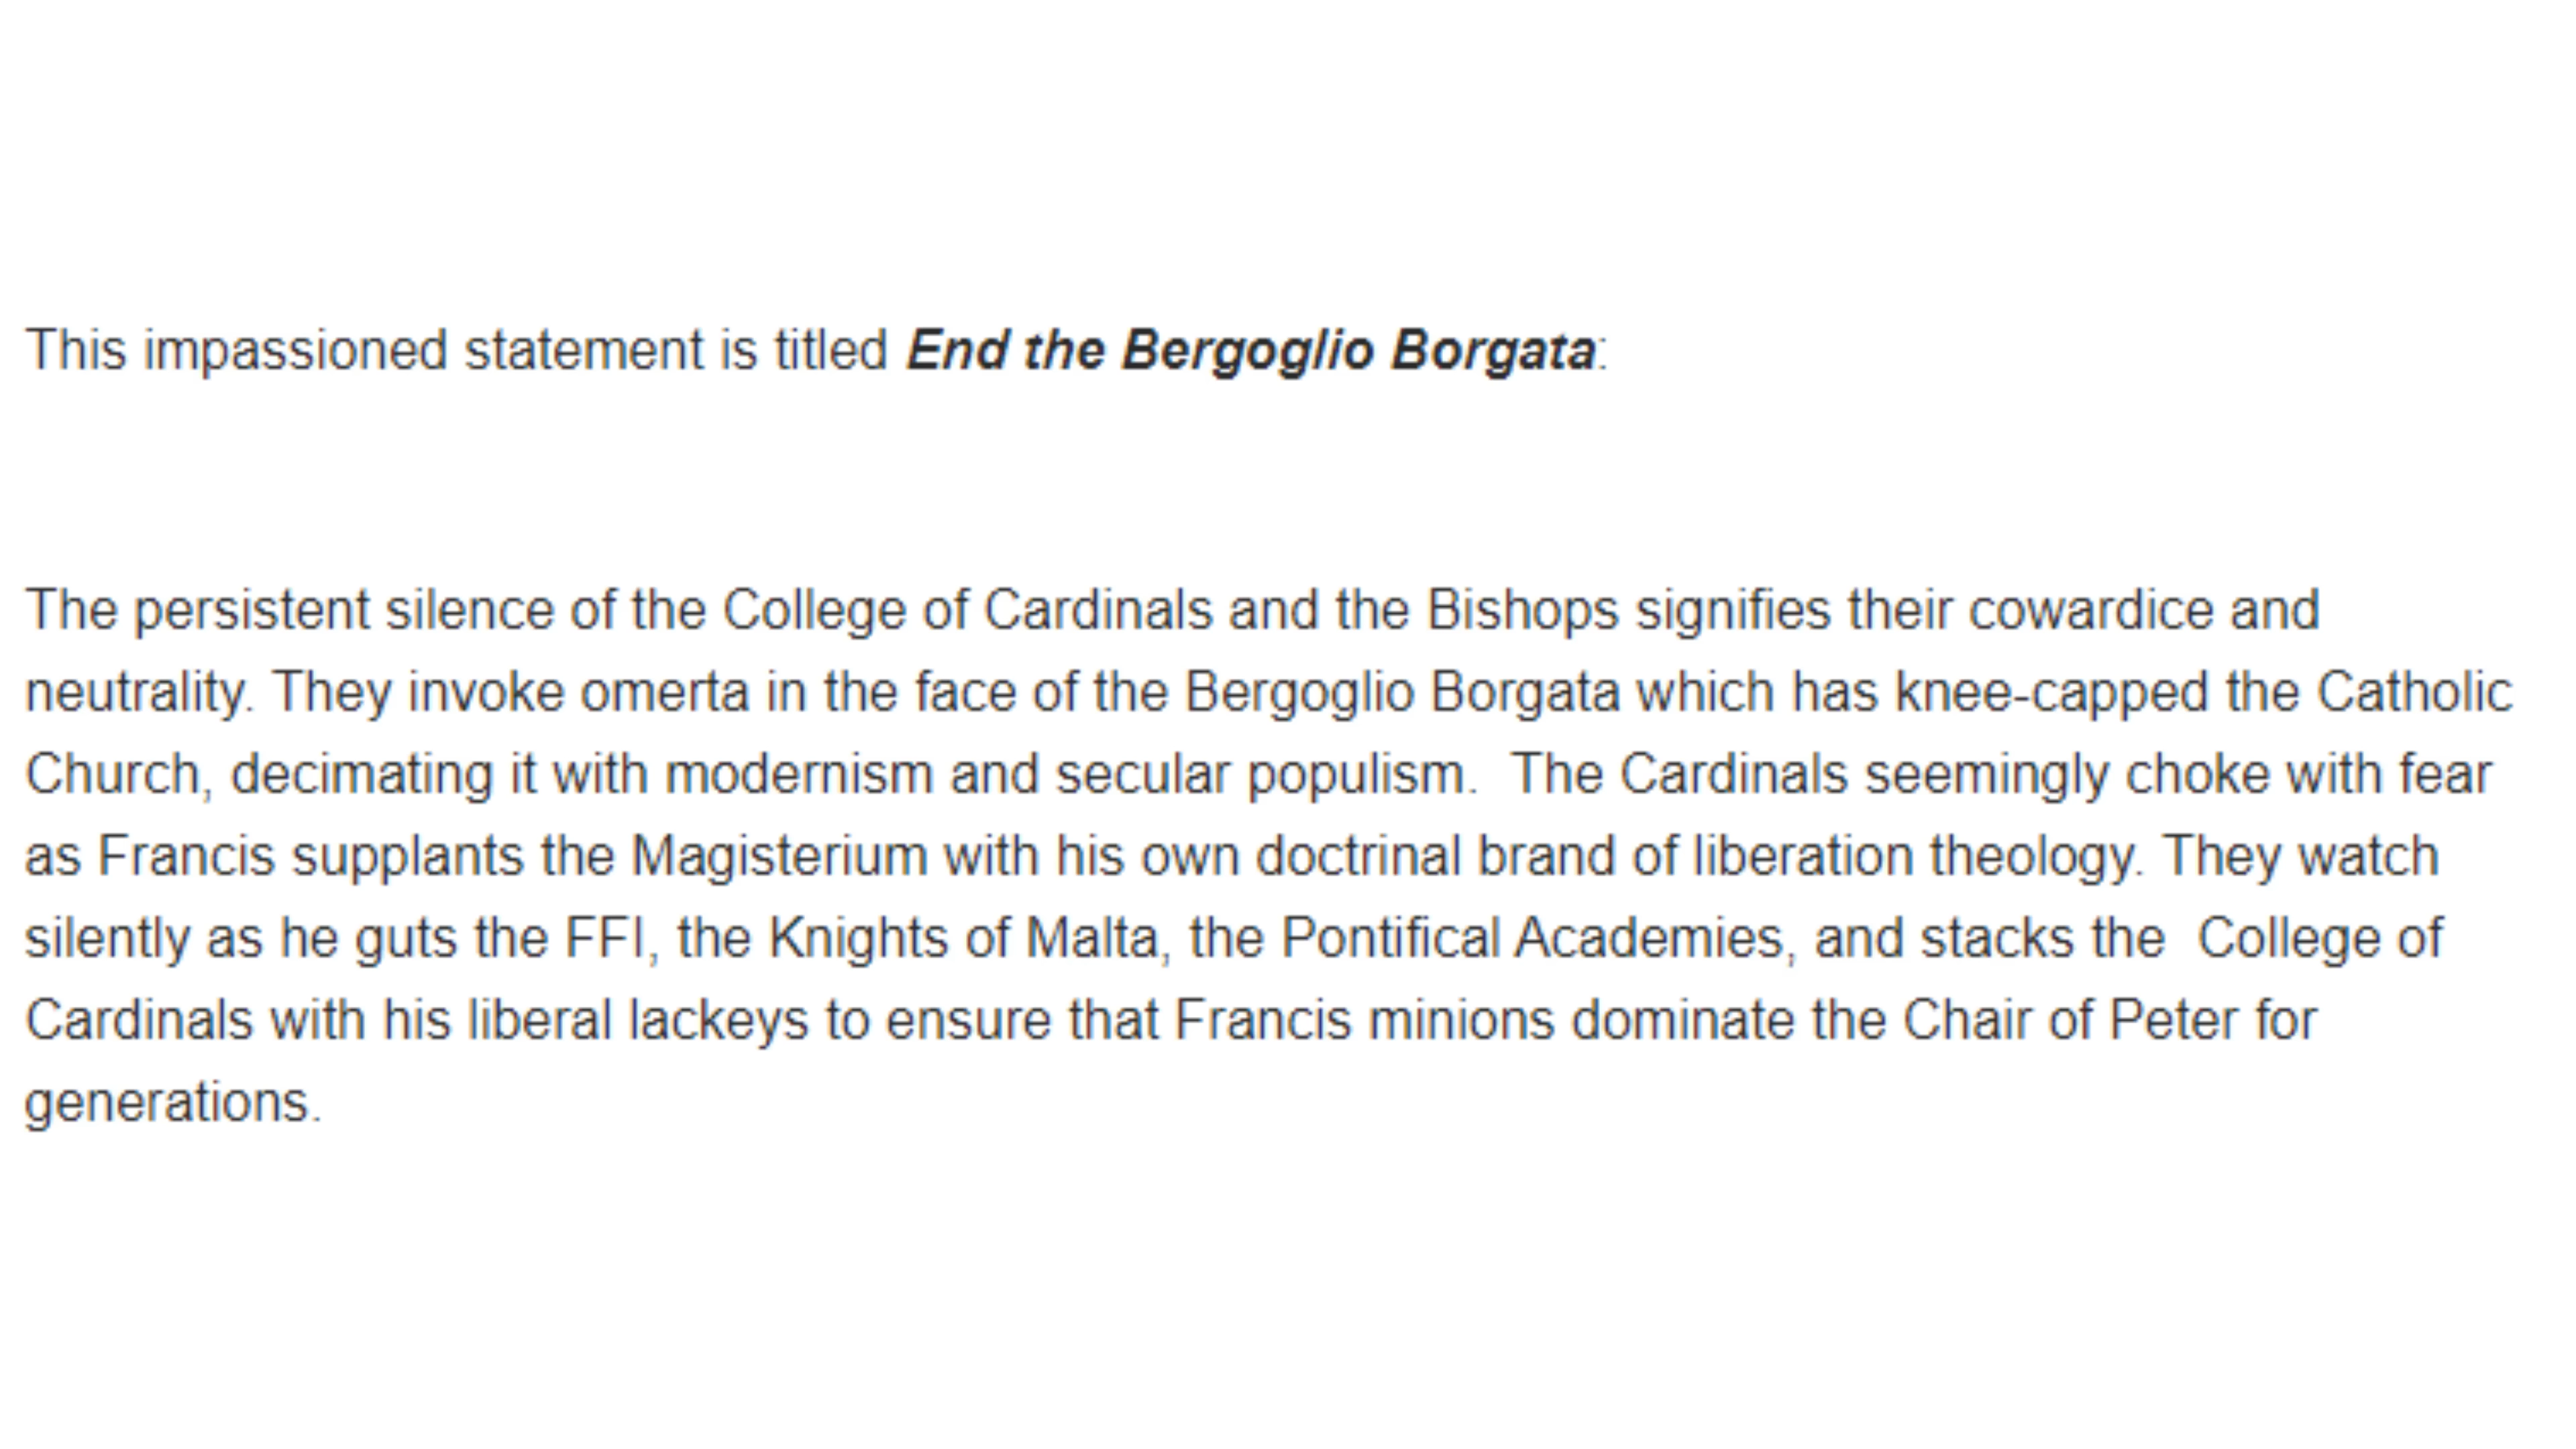 This impassioned statement is titled End the Bergoglio Borgata:
The persistent silence of the College of Cardinals and the Bishops signifies their cowardice and
neutrality. They invoke omerta in the face of the Bergoglio Borgata which has knee-capped the Catholic
Church, decimating it with modernism and secular populism.  The Cardinals seemingly choke with fear
as Francis supplants the Magisterium with his own doctrinal brand of liberation theology. They watch
silently as he guts the FFI, the Knights of Malta, the Pontifical Academies, and stacks the  College of
Cardinals with his liberal lackeys to ensure that Francis minions dominate the Chair of Peter for
generations.